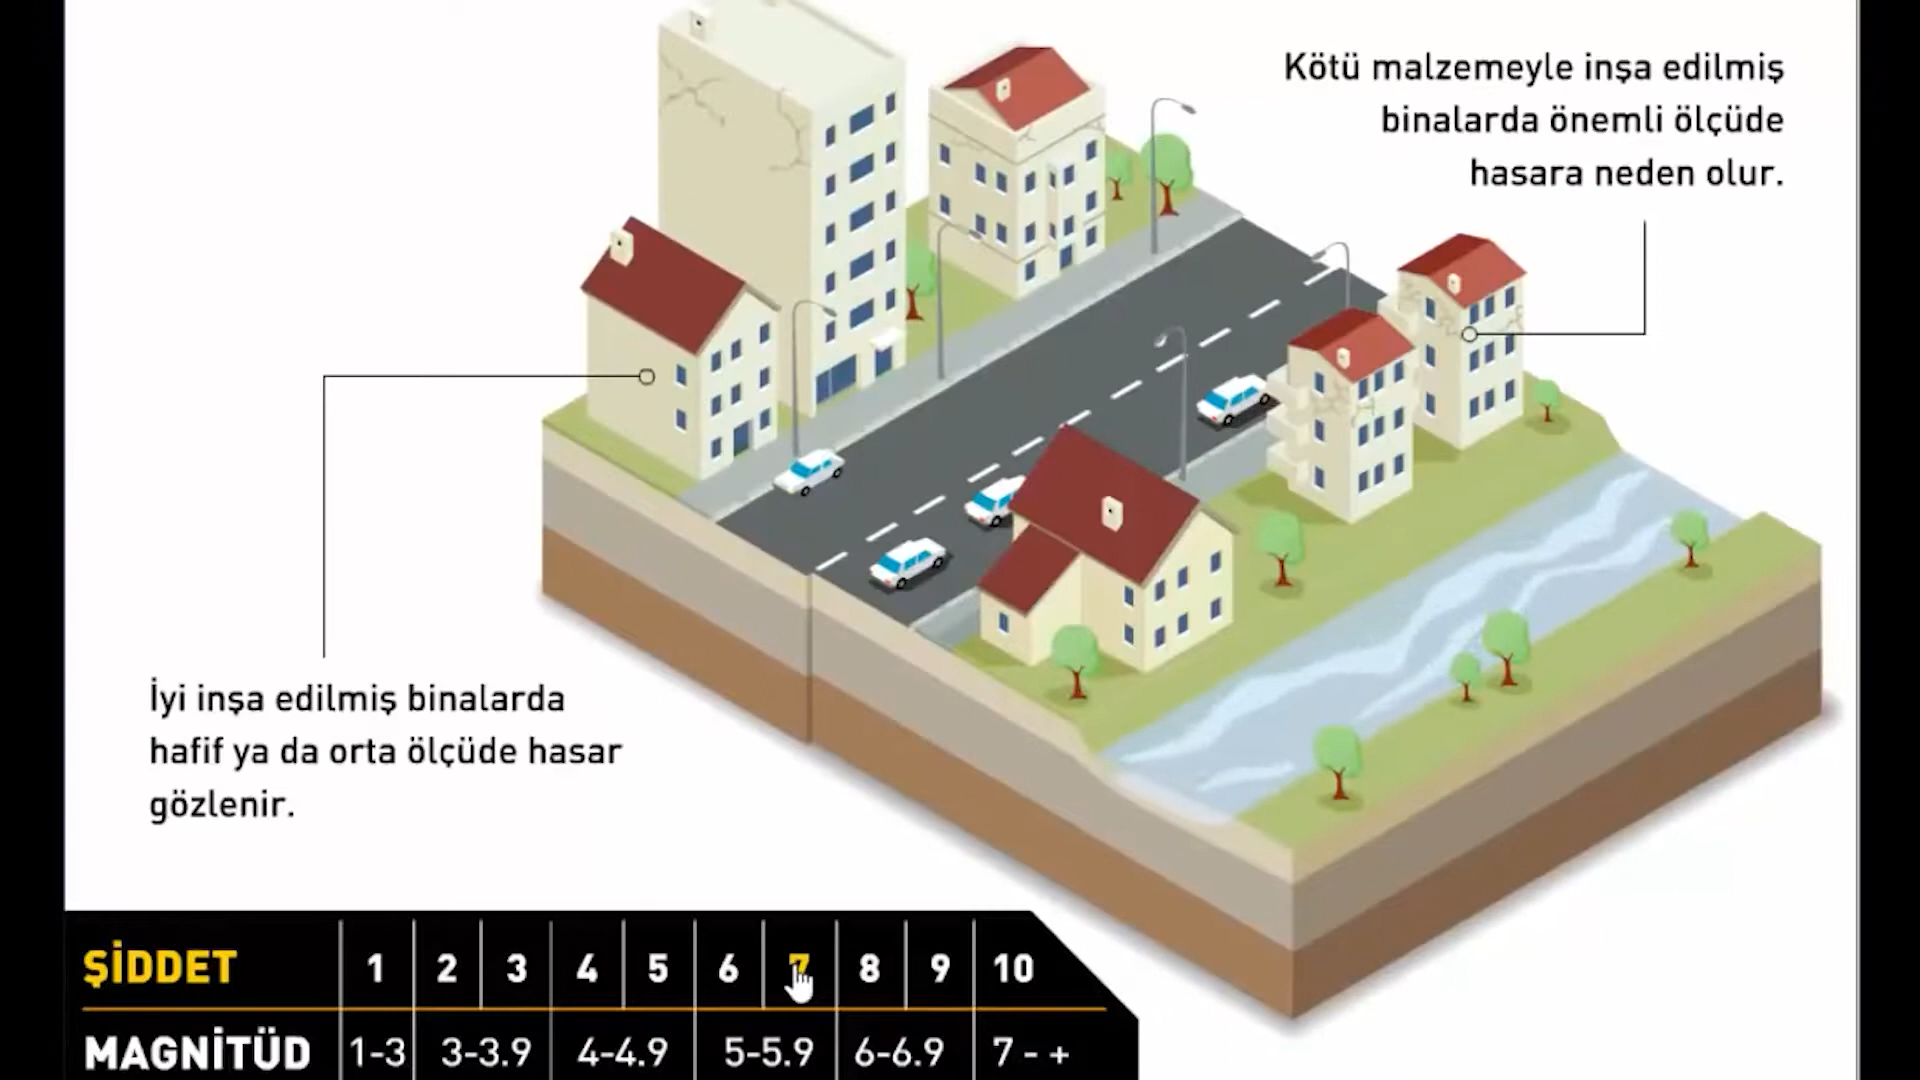 Kötü malzemeyle inşa edilmiş
binalarda önemli ölçüde
hasara neden olur.
İyi inşa edilmiş binalarda
hafif ya da orta ölçüde hasar
gözlenir.
ŞİDDET 1 2 3 4 5 6 7 8 9 10
MAGNİTÜD 1-3 3-3.9 4-4.9 5-5.9 6-6.9 7 - +